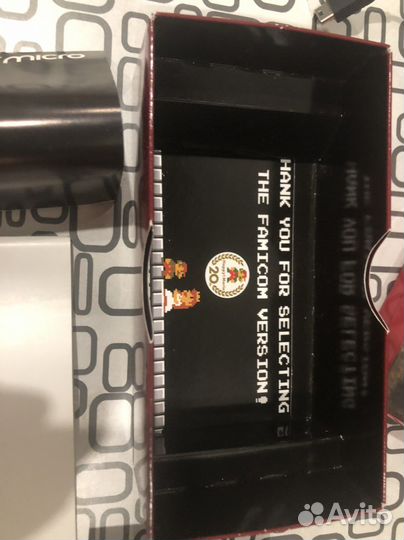 micro
HANK YOU FOR SELECTING
THE FAMICOM VERSION!
20
Avito